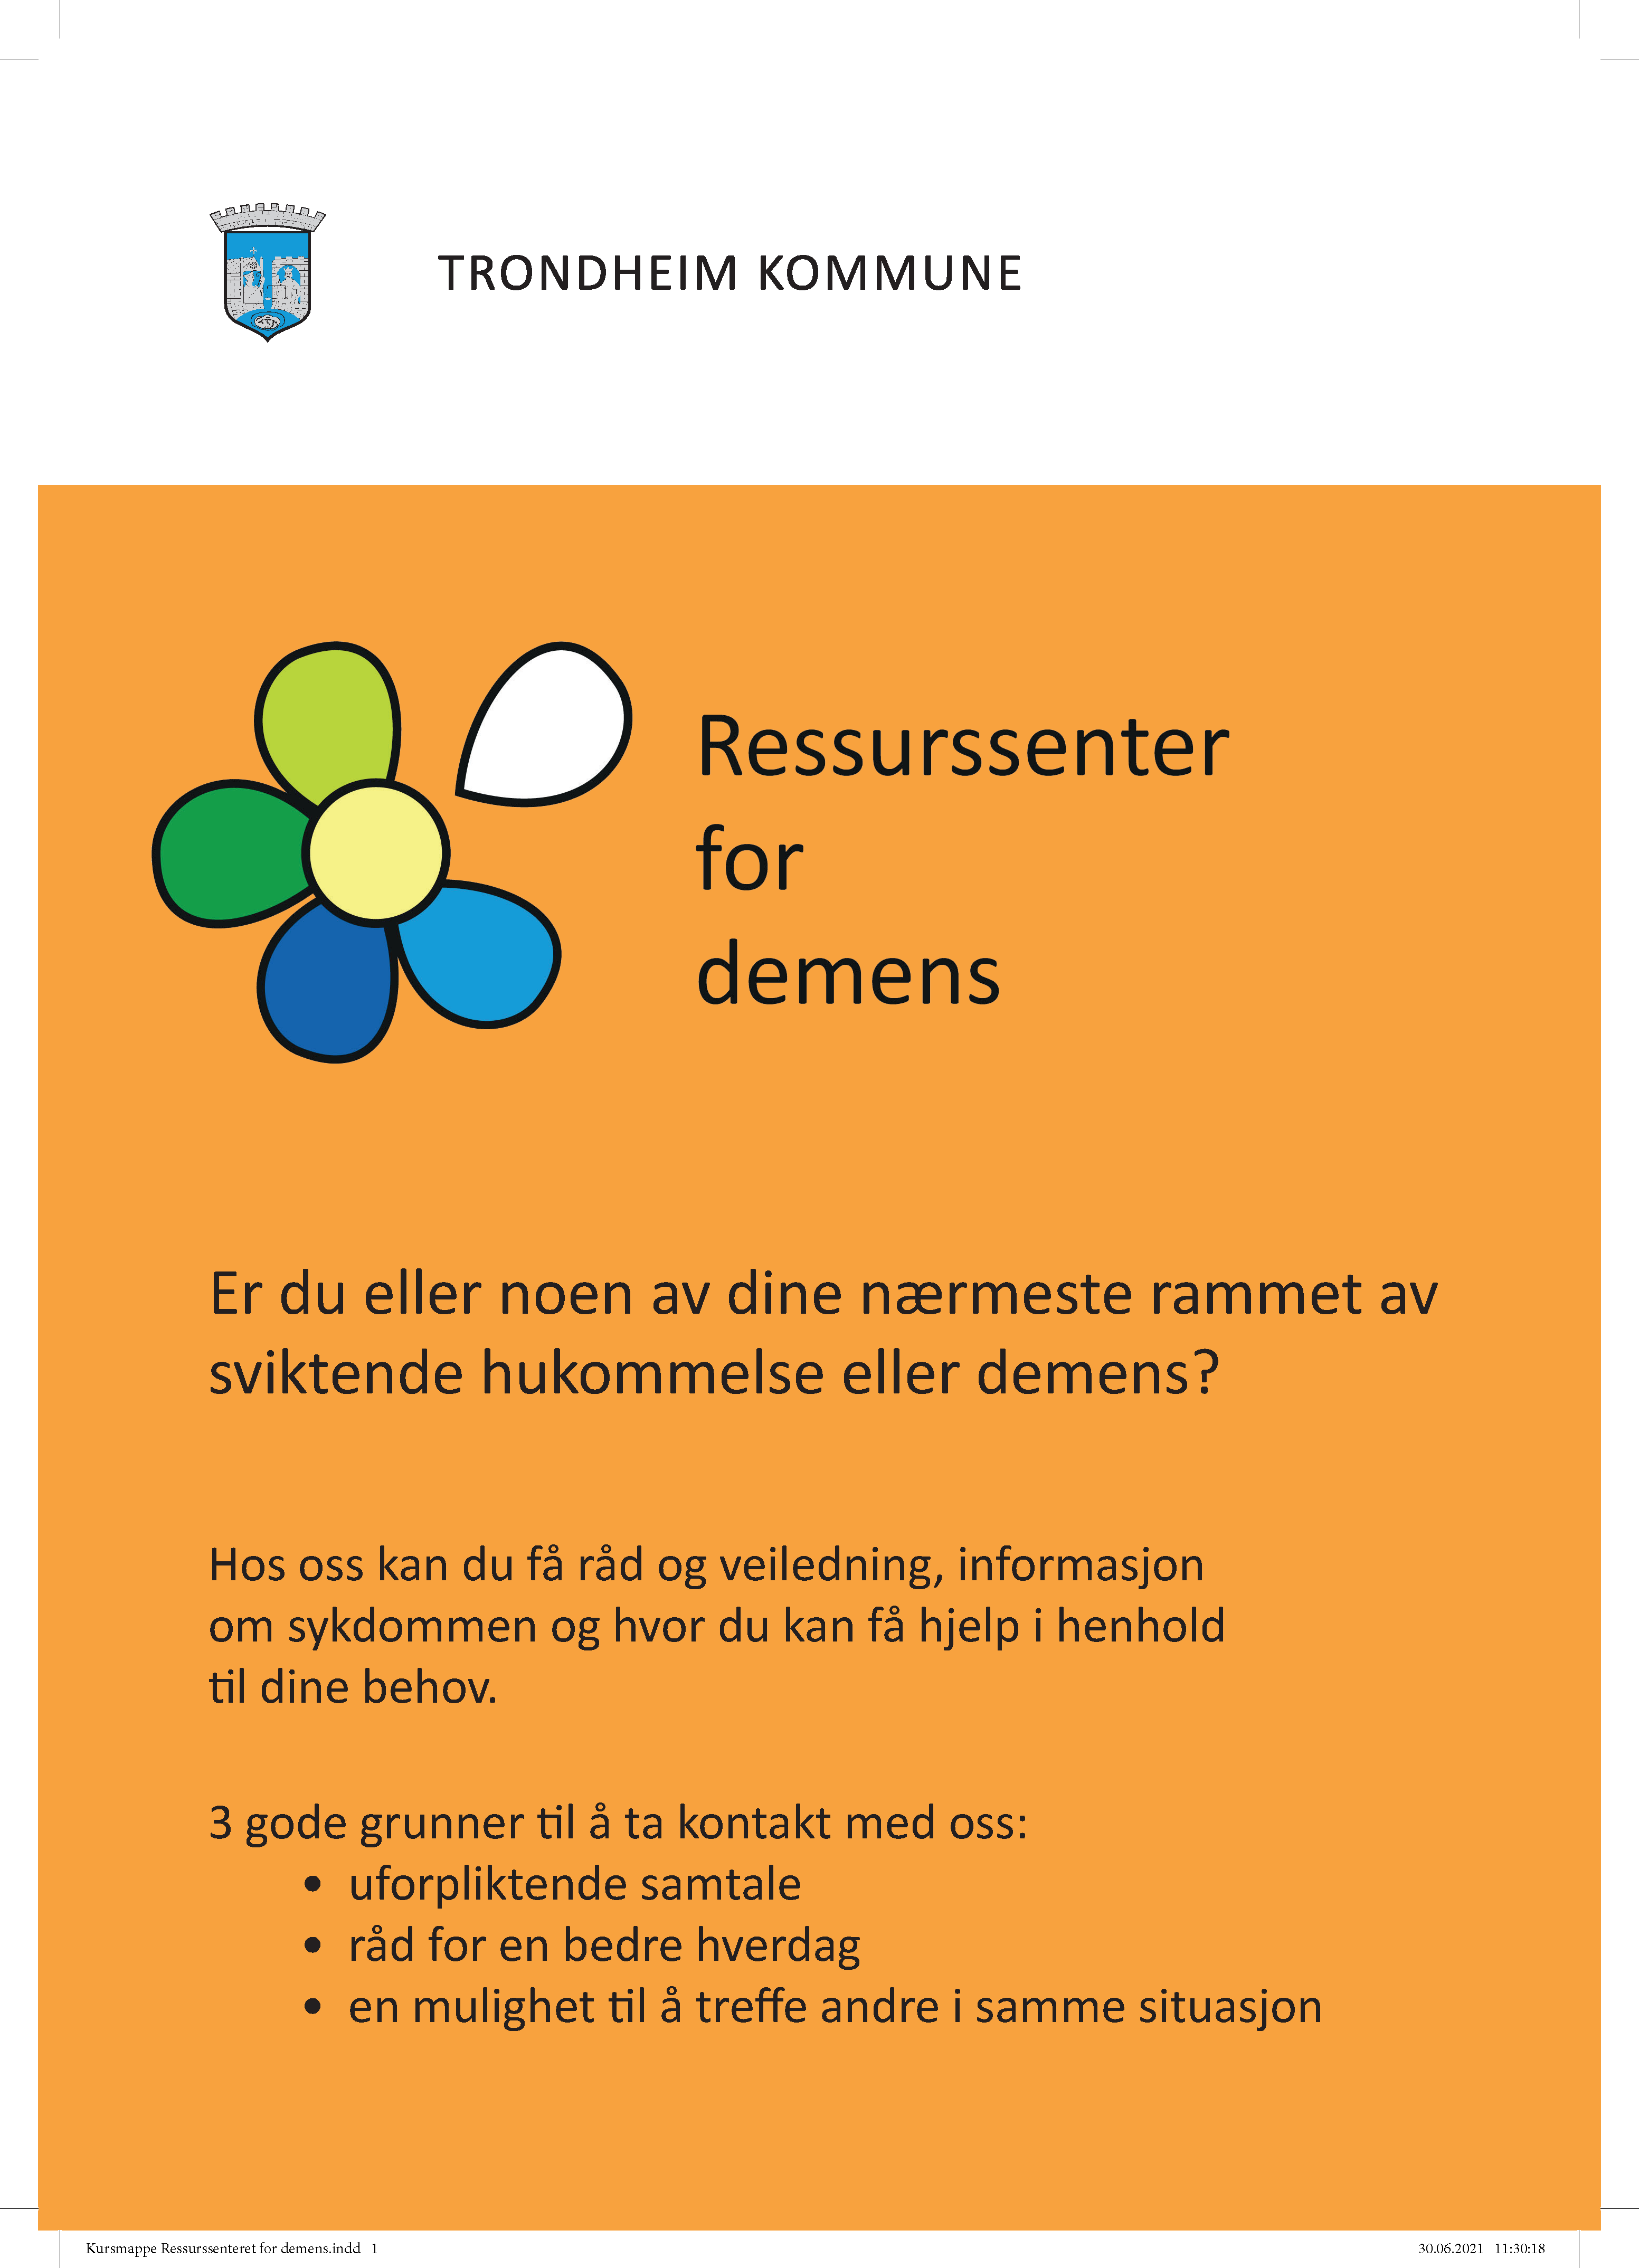 TRONDHEIM KOMMUNE
Ressurssenter
for
demens
Er du eller noen av dine nærmeste rammet av
sviktende hukommelse eller demens?
Hos oss kan du få råd og veiledning, informasjon
om sykdommen og hvor du kan få hjelp i henhold
til dine behov.
3 gode grunner til å ta kontakt med oss:
• uforpliktende samtale
• råd for en bedre hverdag
• en mulighet til å treffe andre i samme situasjon
Kursmappe Ressurssenteret for demens.indd 1 30.06.2021 11:30:18